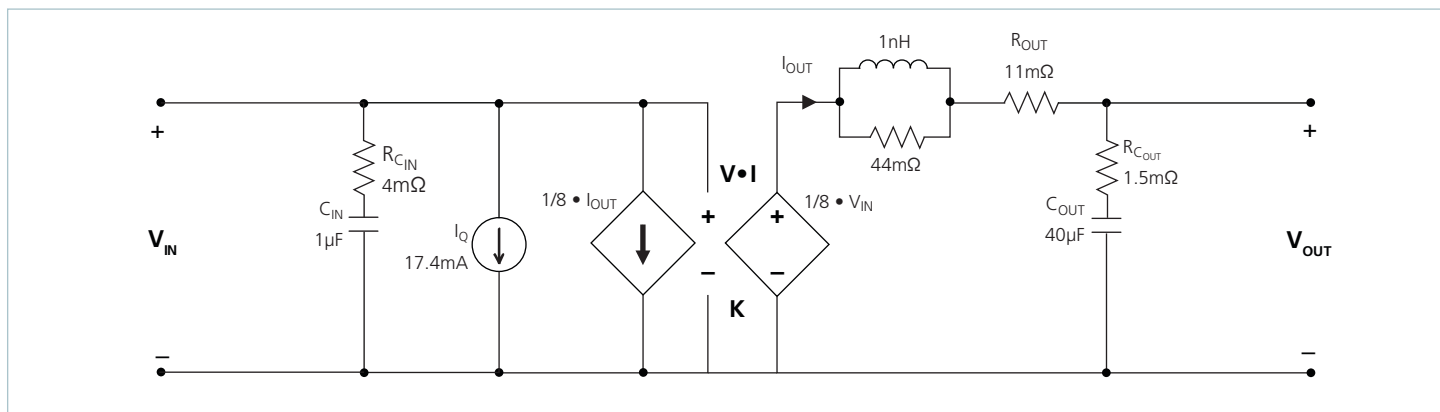 1nH
I_OUT
R_OUT
11mΩ
44mΩ
+
R_C_IN
4mΩ
C_IN
1μF
V_IN
–
I_Q
17.4mA
1/8 • I_OUT
V•I
+
–
K
1/8 • V_IN
+
–
R_C_OUT
1.5mΩ
C_OUT
40μF
+
V_OUT
–